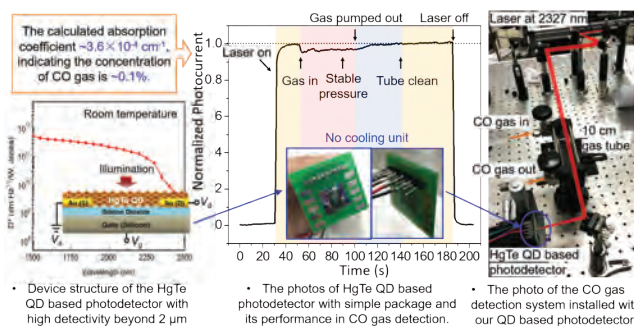 The calculated absorption
coefficient ~3.6×10⁻⁴ cm⁻¹,
indicating the concentration
of CO gas is ~0.1%.
Room temperature
Illumination
HgTe QD
Au (S)
Au (D)
Silicon Dioxide
Gate (Silicon)
Vd
Vg
• Device structure of the HgTe
QD based photodetector with
high detectivity beyond 2 μm
Gas pumped out
Laser off
Laser on
Gas in
Stable
pressure
Tube clean
No cooling unit
Normalized Photocurrent
1.0
0.8
0.6
0.4
0.2
0.0
0 20 40 60 80 100 120 140 160 180 200
Time (s)
• The photos of HgTe QD based
photodetector with simple package and
its performance in CO gas detection.
Laser at 2327 nm
CO gas in
10 cm
gas tube
CO gas out
HgTe QD based
photodetector
• The photo of the CO gas
detection system installed wit
our QD based photodetector